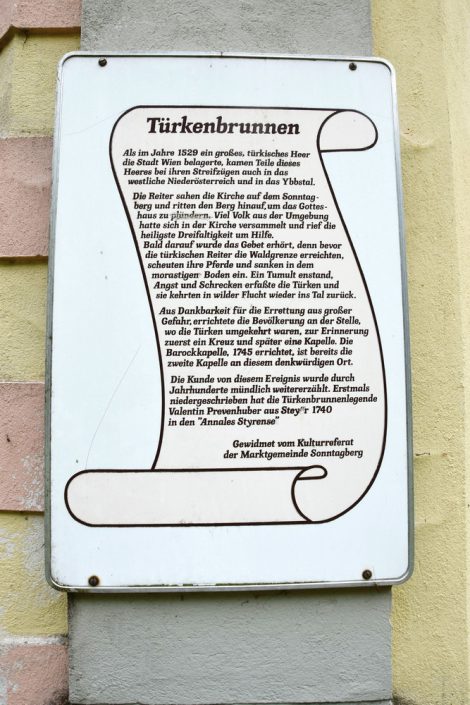 Türkenbrunnen
Als im Jahre 1529 ein großes, türkisches Heer
die Stadt Wien belagerte, kamen Teile dieses
Heeres bei ihren Streifzügen auch in das
westliche Niederösterreich und in das Ybbstal.
Die Reiter sahen die Kirche auf dem Sonntag-
berg und ritten den Berg hinauf, um das Gottes-
haus zu plündern. Viel Volk aus der Umgebung
hatte sich in der Kirche versammelt und rief die
heiligste Dreifaltigkeit um Hilfe.
Bald darauf wurde das Gebet erhört, denn bevor
die türkischen Reiter die Waldgrenze erreichten,
scheuten ihre Pferde und sanken in dem
morastigen Boden ein. Ein Tumult enstand,
Angst und Schrecken erfaßte die Türken und
sie kehrten in wilder Flucht wieder ins Tal zurück.
Aus Dankbarkeit für die Errettung aus großer
Gefahr, errichtete die Bevölkerung an der Stelle,
wo die Türken umgekehrt waren, zur Erinnerung
zuerst ein Kreuz und später eine Kapelle. Die
Barockkapelle, 1745 errichtet, ist bereits die
zweite Kapelle an diesem denkwürdigen Ort.
Die Kunde von diesem Ereignis wurde durch
Jahrhunderte mündlich weitererzählt. Erstmals
niedergeschrieben hat die Türkenbrunnenlegende
Valentin Prevenhuber aus Steyr 1740
in den "Annales Styrense"
Gewidmet vom Kulturreferat
der Marktgemeinde Sonntagberg